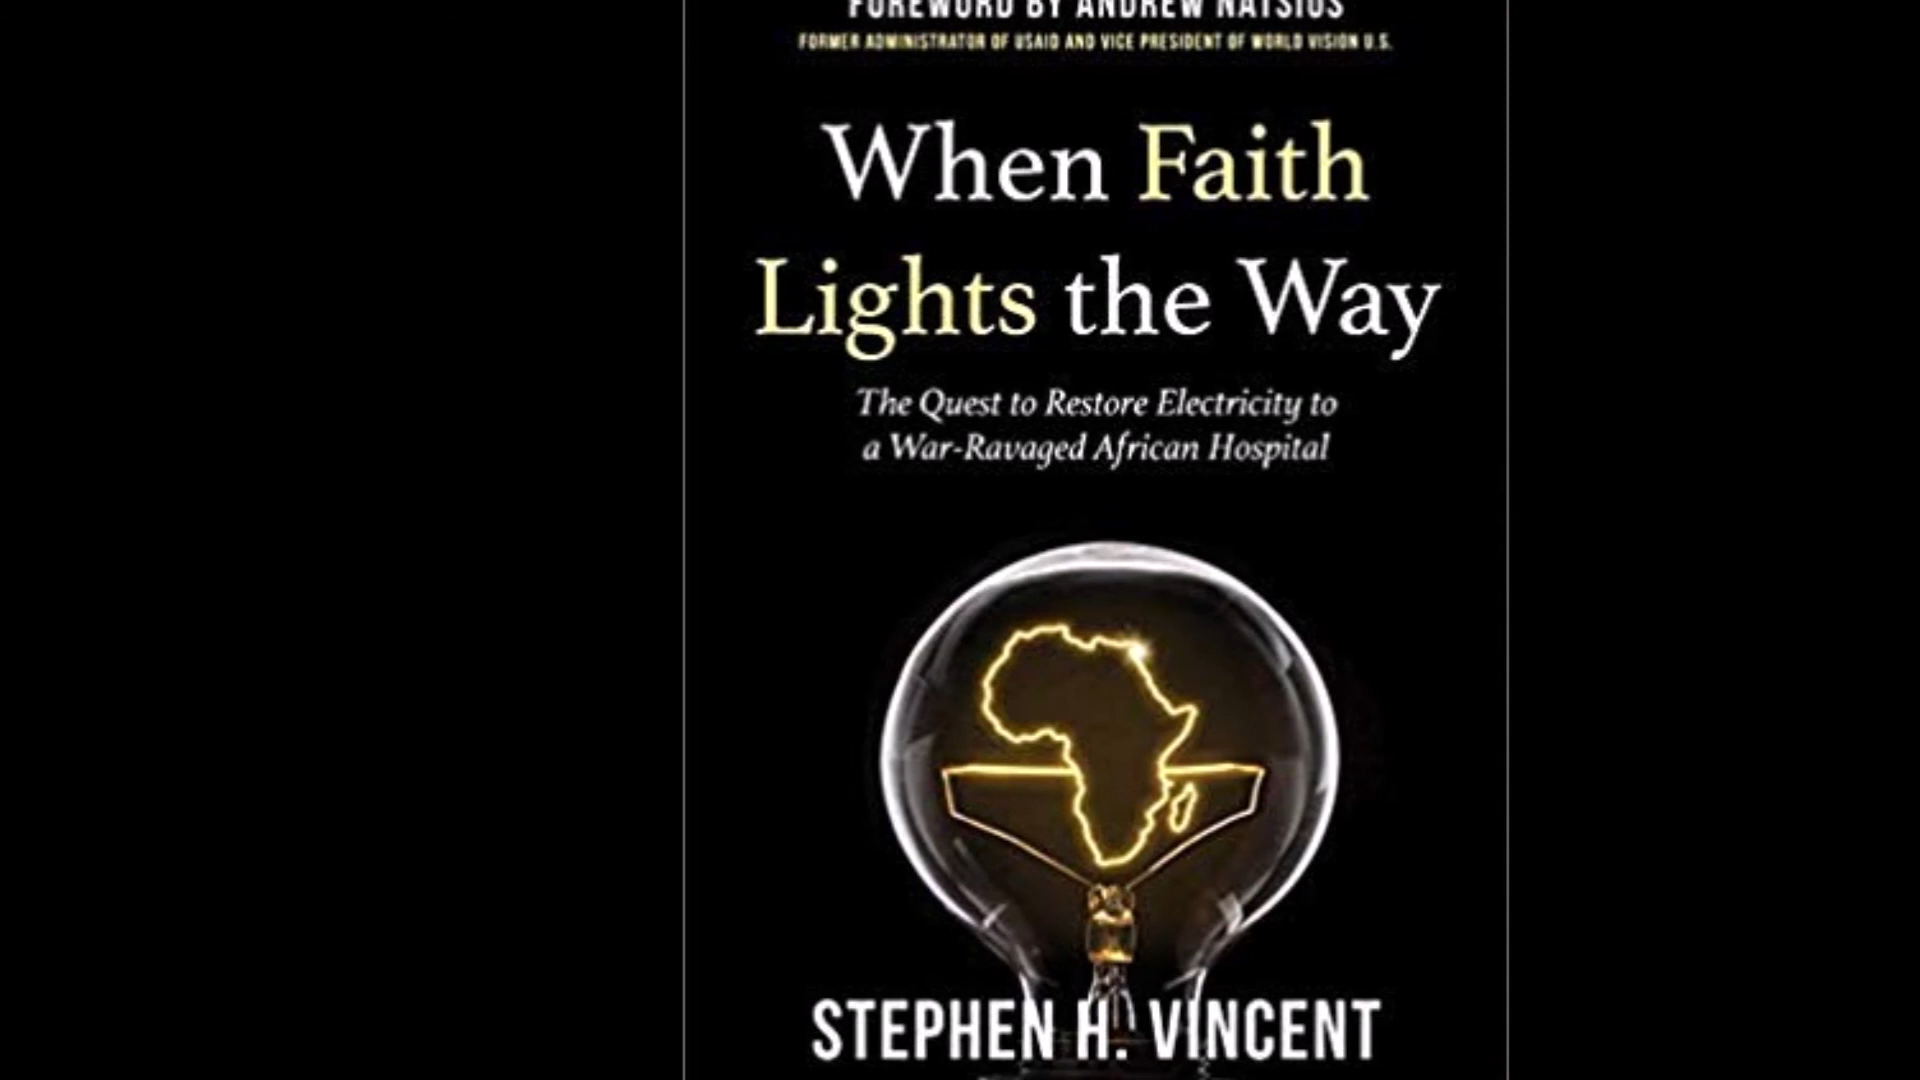 FOREWORD BY ANDREW NATSIOS
FORMER ADMINISTRATOR OF USAID AND VICE PRESIDENT OF WORLD VISION U.S.
When Faith
Lights the Way
The Quest to Restore Electricity to
a War-Ravaged African Hospital
STEPHEN H. VINCENT